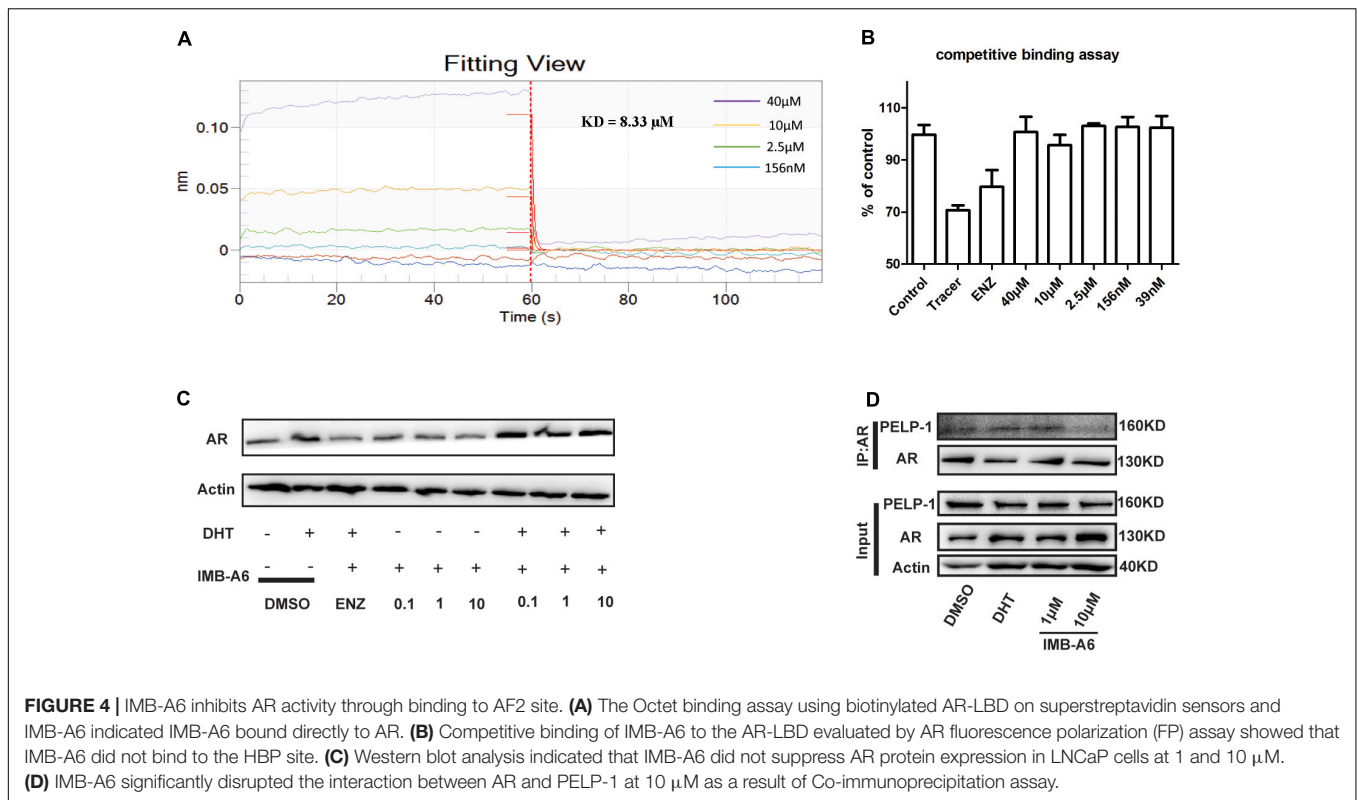 A
Fitting View
nm
0.10
0.05
0
KD = 8.33 µM
40µM
10µM
2.5µM
156nM
0 20 40 60 80 100
Time (s)
B
competitive binding assay
% of control
110
90
70
50
Control Tracer ENZ 40µM 10µM 2.5µM 156nM 39nM
C
AR
Actin
DHT - + + - - - + + +
IMB-A6 - - + + + + + + +
DMSO ENZ 0.1 1 10 0.1 1 10
D
IP:AR
PELP-1 160KD
AR 130KD
Input
PELP-1 160KD
AR 130KD
Actin 40KD
DMSO DHT 1µM 10µM
IMB-A6
FIGURE 4 | IMB-A6 inhibits AR activity through binding to AF2 site. (A) The Octet binding assay using biotinylated AR-LBD on superstreptavidin sensors and
IMB-A6 indicated IMB-A6 bound directly to AR. (B) Competitive binding of IMB-A6 to the AR-LBD evaluated by AR fluorescence polarization (FP) assay showed that
IMB-A6 did not bind to the HBP site. (C) Western blot analysis indicated that IMB-A6 did not suppress AR protein expression in LNCaP cells at 1 and 10 µM.
(D) IMB-A6 significantly disrupted the interaction between AR and PELP-1 at 10 µM as a result of Co-immunoprecipitation assay.